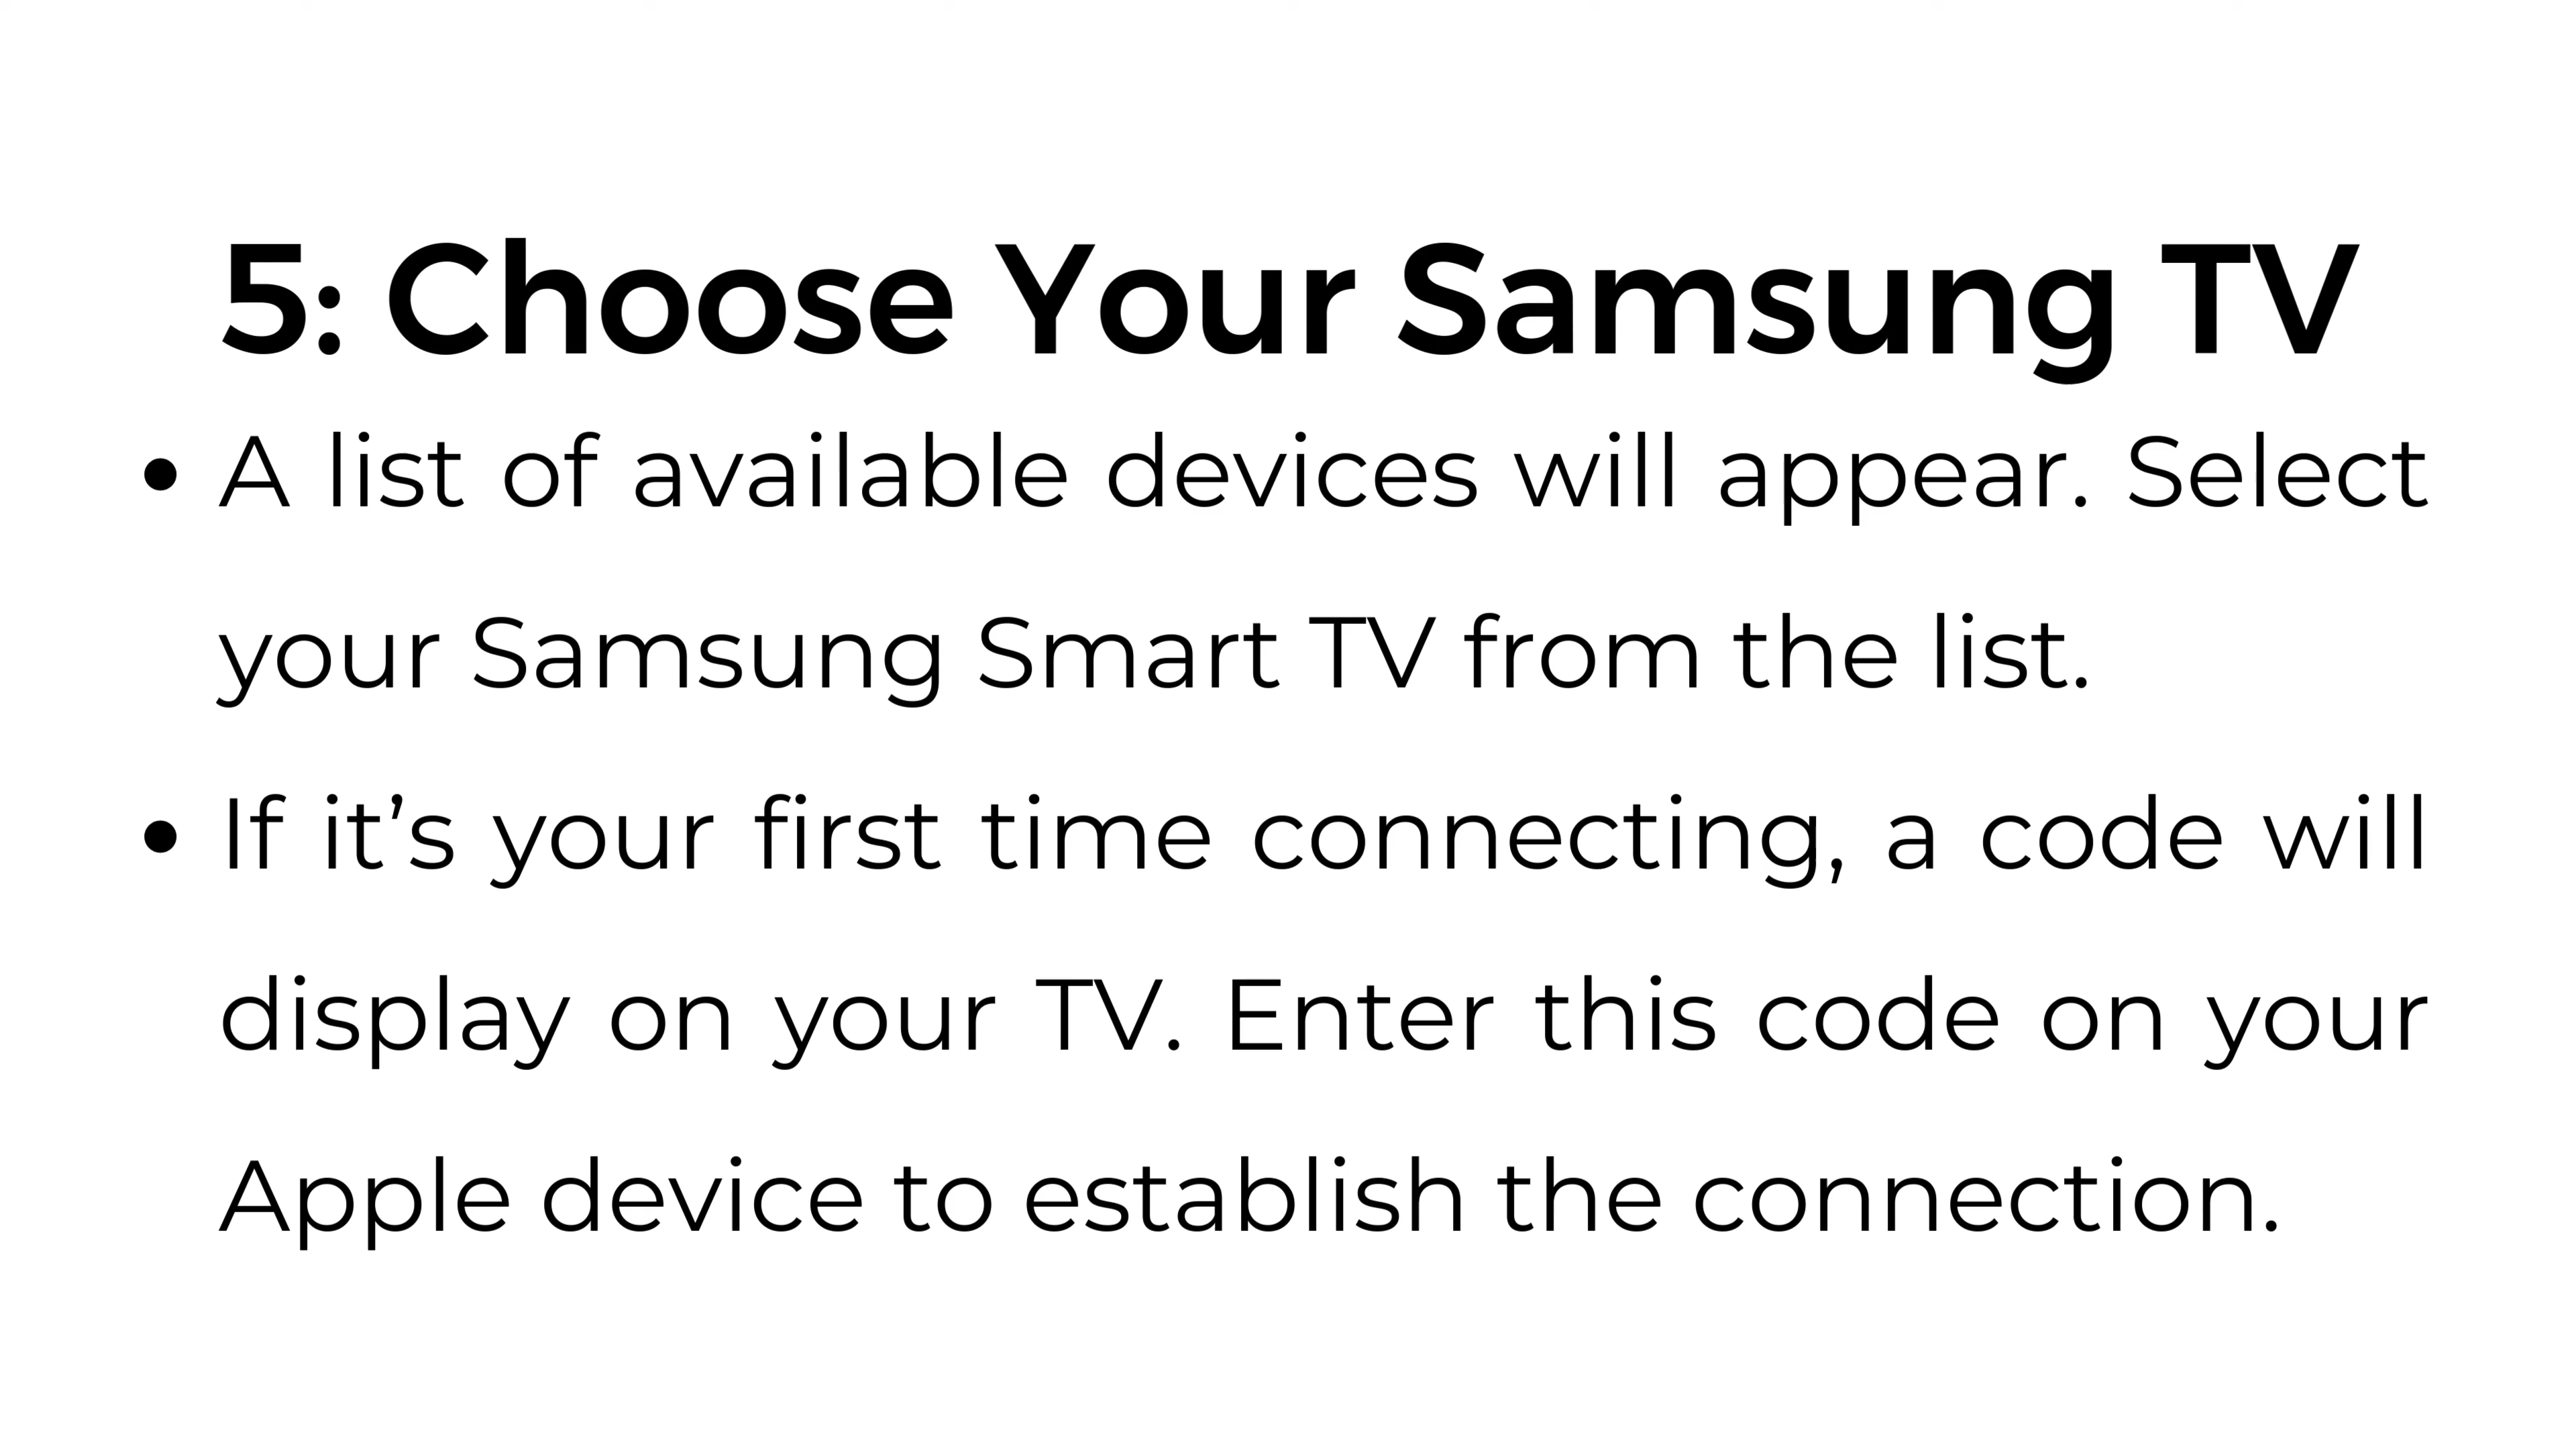 5: Choose Your Samsung TV
• A list of available devices will appear. Select
your Samsung Smart TV from the list.
• If it’s your first time connecting, a code will
display on your TV. Enter this code on your
Apple device to establish the connection.